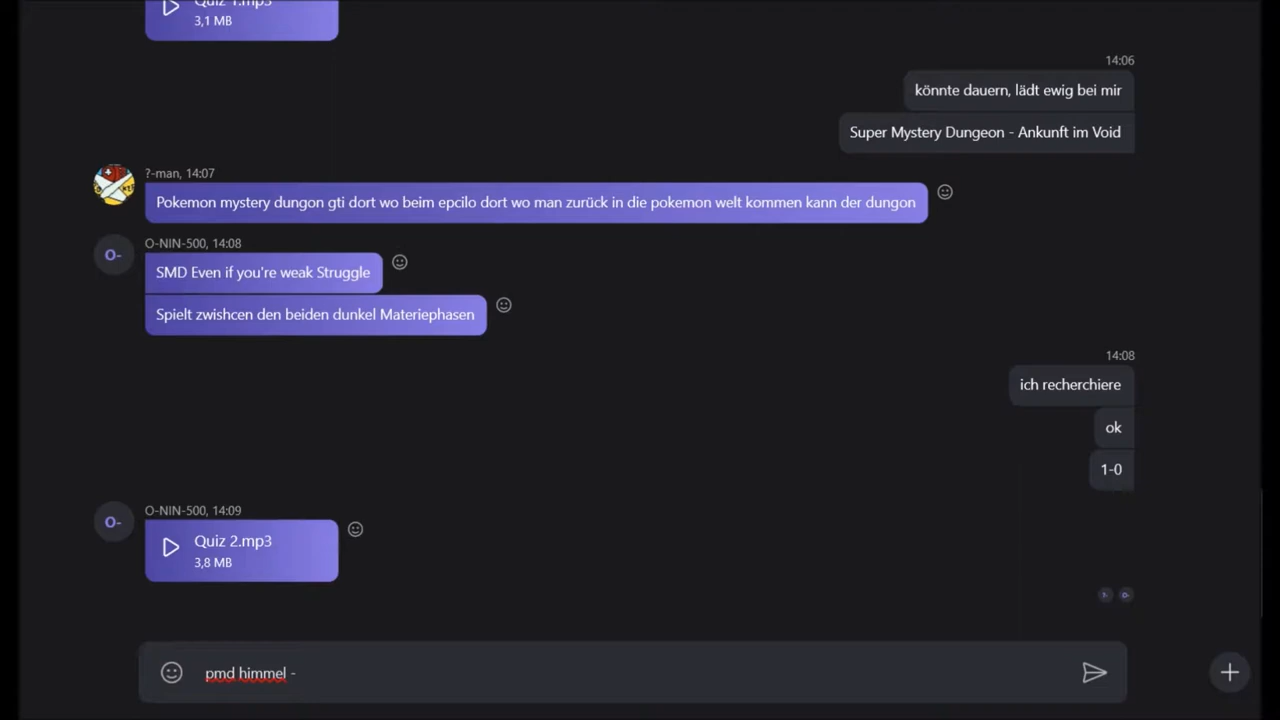 Quiz 1.mp3
3,1 MB
14:06
könnte dauern, lädt ewig bei mir
Super Mystery Dungeon - Ankunft im Void
?-man, 14:07
Pokemon mystery dungon gti dort wo beim epcilo dort wo man zurück in die pokemon welt kommen kann der dungon
O-NIN-500, 14:08
O-
SMD Even if you're weak Struggle
Spielt zwishcen den beiden dunkel Materiephasen
14:08
ich recherchiere
ok
1-0
O-NIN-500, 14:09
O-
Quiz 2.mp3
3,8 MB
?- O-
pmd himmel -